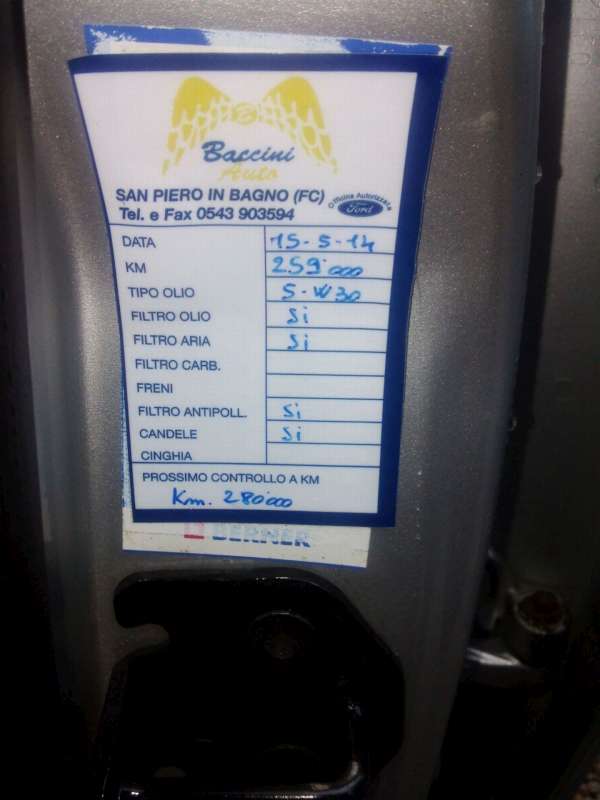 Baccini
Auto
SAN PIERO IN BAGNO (FC)
Officina Autorizzata
Ford
Tel. e Fax 0543 903594
DATA 15-5-14
KM 259'000
TIPO OLIO 5-W30
FILTRO OLIO Si
FILTRO ARIA Si
FILTRO CARB.
FRENI
FILTRO ANTIPOLL. Si
CANDELE Si
CINGHIA
PROSSIMO CONTROLLO A KM
Km. 280'000
BERNER